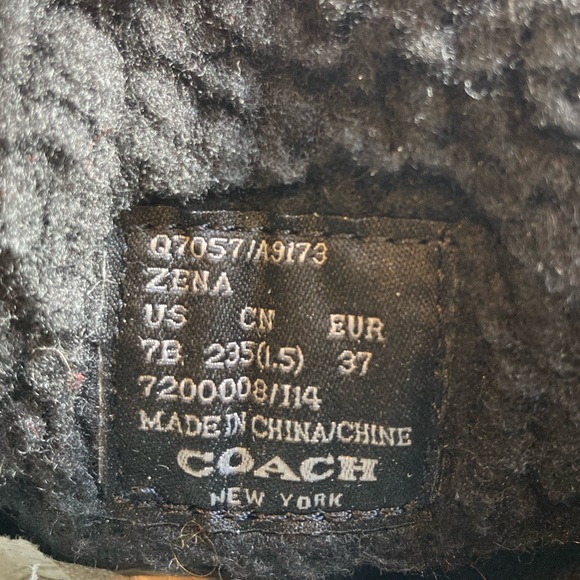 Q7057/A9173
ZENA
US CN EUR
7B 235(1.5) 37
7200008/I14
MADE IN CHINA/CHINE
COACH
NEW YORK